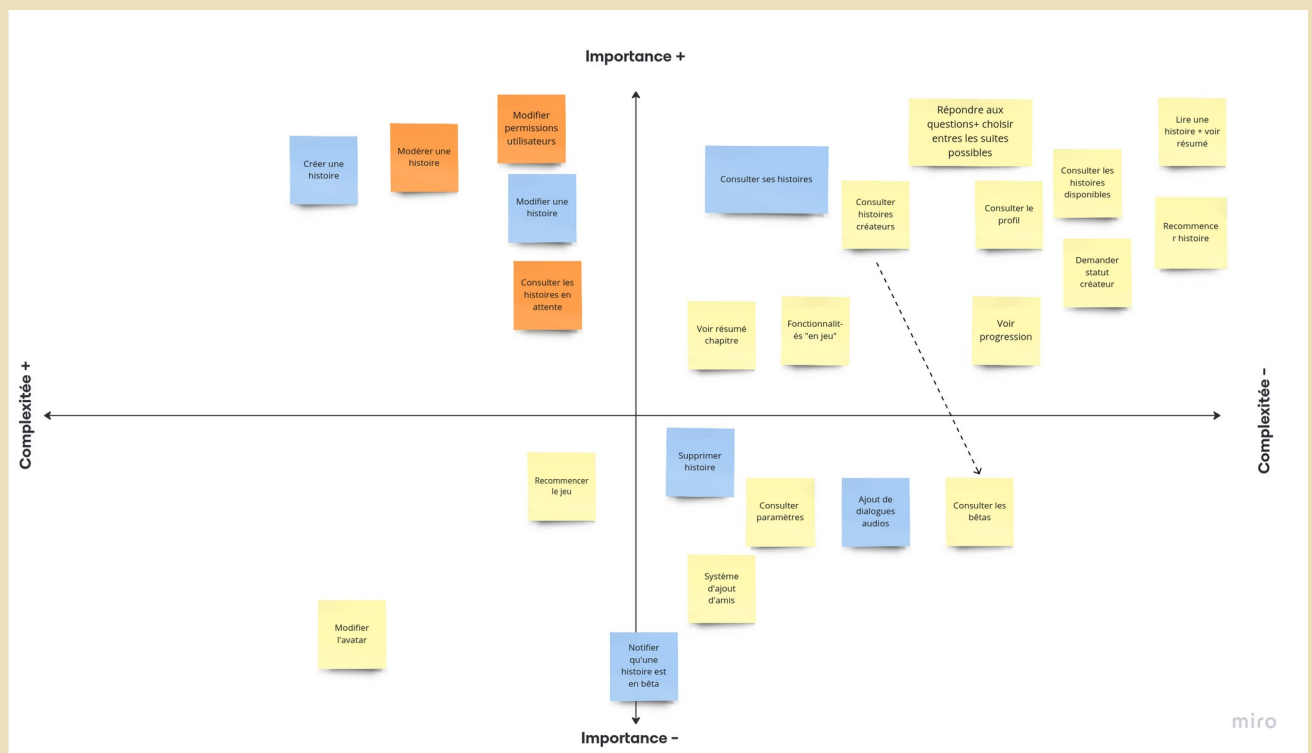 Importance +
Modifier
permissions
utilisateurs
Créer une
histoire
Modérer une
histoire
Modifier une
histoire
Consulter les
histoires en
attente
Répondre aux
questions+ choisir
entres les suites
possibles
Lire une
histoire + voir
résumé
Consulter ses histoires
Consulter
histoires
créateurs
Consulter le
profil
Consulter les
histoires
disponibles
Recommence
r histoire
Demander
statut
créateur
Voir résumé
chapitre
Fonctionnalit-
és "en jeu"
Voir
progression
Complexitée +
Complexitée -
Recommencer
le jeu
Supprimer
histoire
Consulter
paramètres
Ajout de
dialogues
audios
Consulter les
bêtas
Système
d'ajout
d'amis
Modifier
l'avatar
Notifier
qu'une
histoire est
en bêta
Importance -
miro